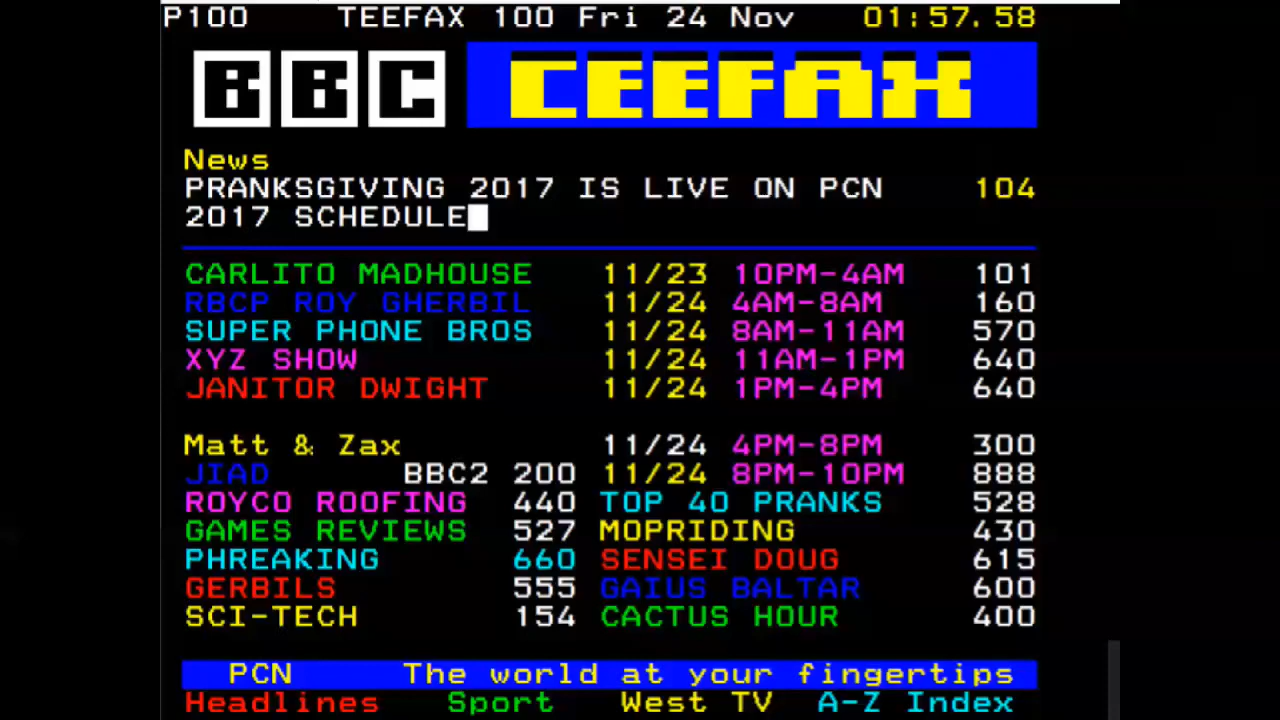 P100 TEEFAX 100 Fri 24 Nov 01:57.58
BBC CEEFAX
News
PRANKSGIVING 2017 IS LIVE ON PCN 104
2017 SCHEDULE
CARLITO MADHOUSE 11/23 10PM-4AM 101
RBCP ROY GHERBIL 11/24 4AM-8AM 160
SUPER PHONE BROS 11/24 8AM-11AM 570
XYZ SHOW 11/24 11AM-1PM 640
JANITOR DWIGHT 11/24 1PM-4PM 640
Matt & Zax 11/24 4PM-8PM 300
JIAD BBC2 200 11/24 8PM-10PM 888
ROYCO ROOFING 440 TOP 40 PRANKS 528
GAMES REVIEWS 527 MOPRIDING 430
PHREAKING 660 SENSEI DOUG 615
GERBILS 555 GAIUS BALTAR 600
SCI-TECH 154 CACTUS HOUR 400
PCN The world at your fingertips
Headlines Sport West TV A-Z Index